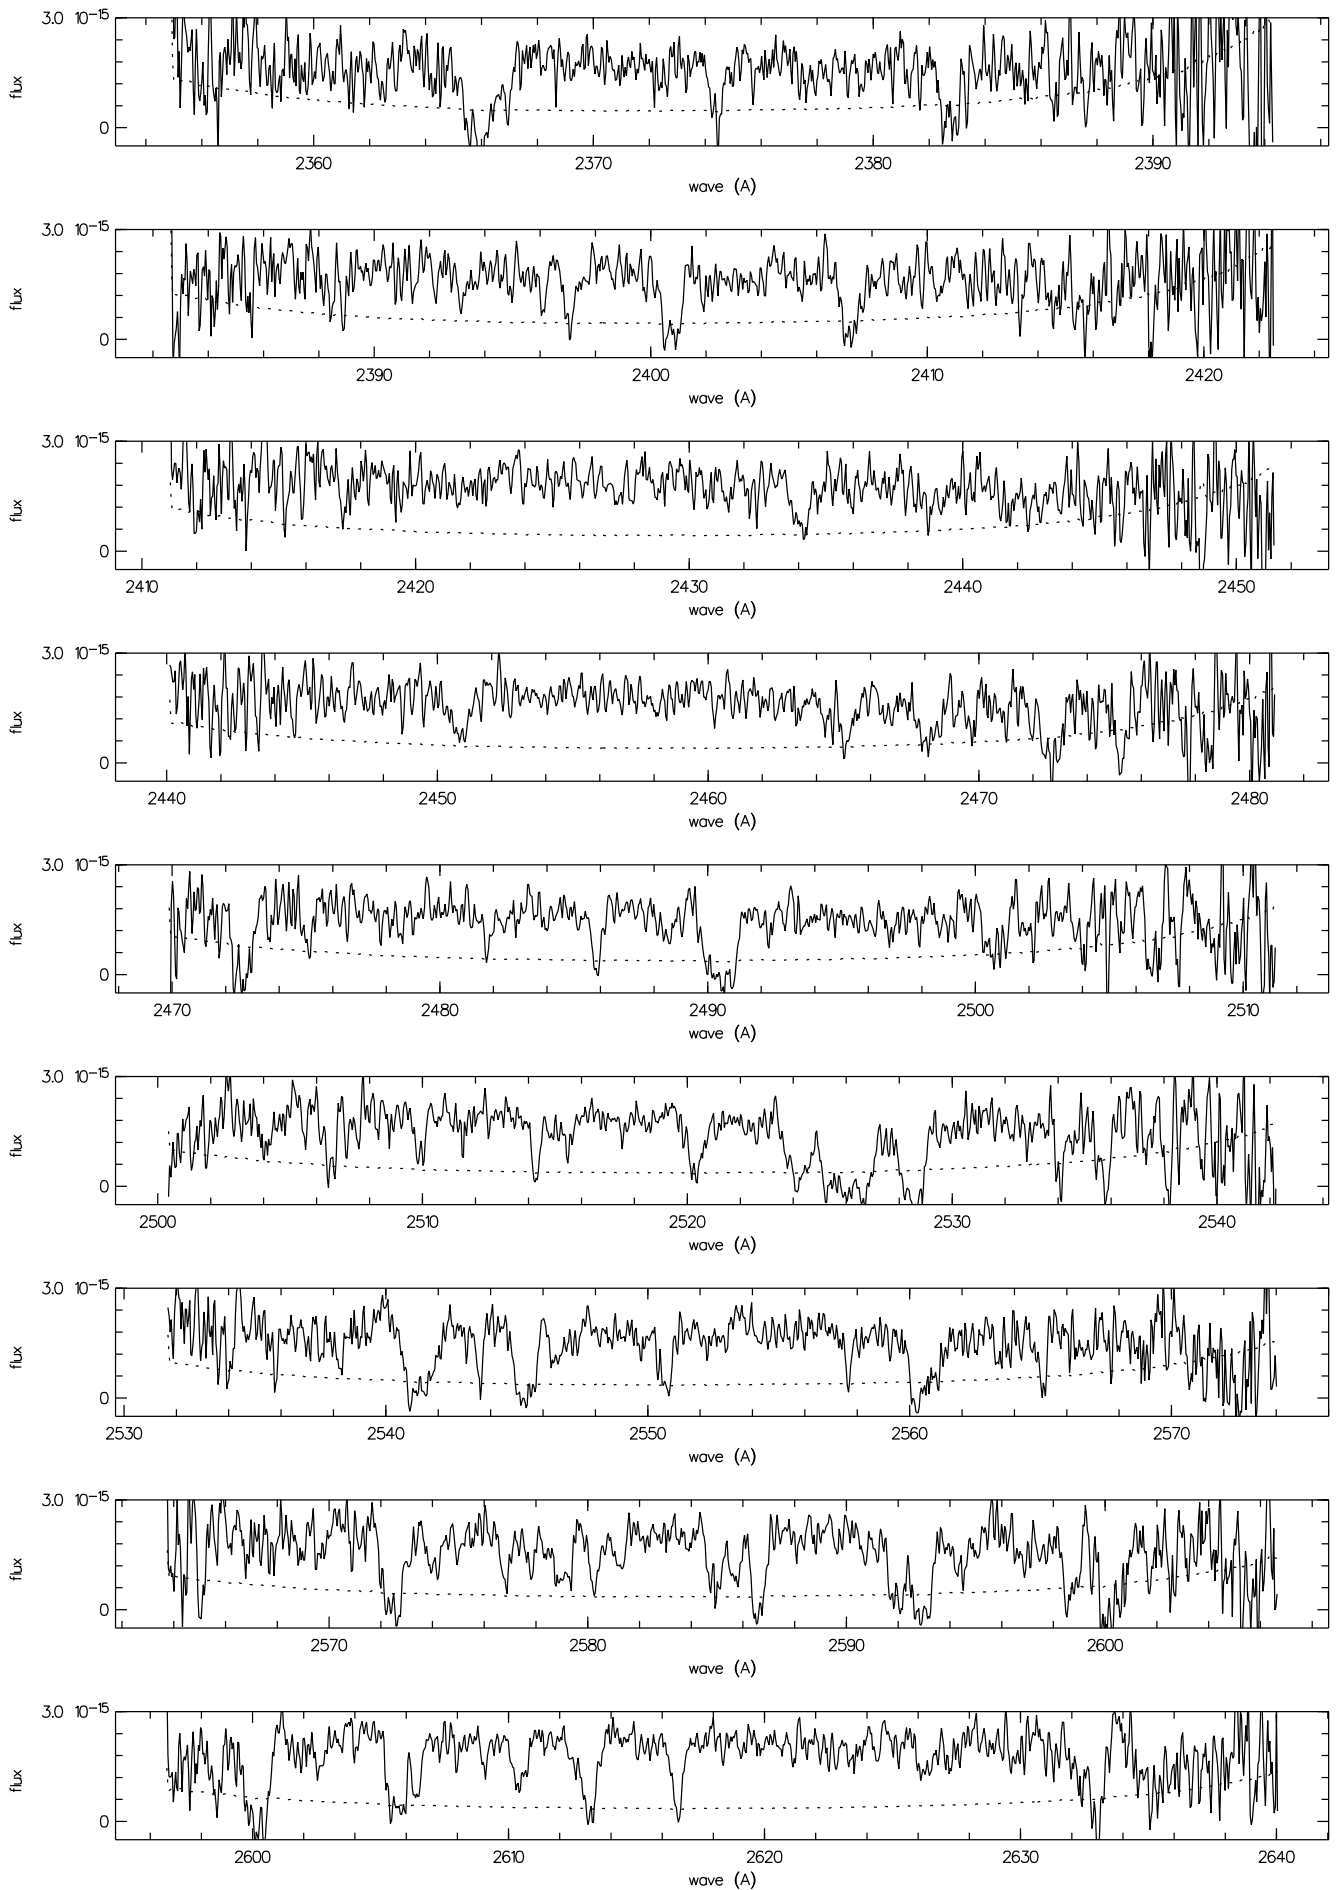 3.0 10⁻¹⁵
flux
0
2360 2370 2380 2390
wave (A)
3.0 10⁻¹⁵
flux
0
2390 2400 2410 2420
wave (A)
3.0 10⁻¹⁵
flux
0
2410 2420 2430 2440 2450
wave (A)
3.0 10⁻¹⁵
flux
0
2440 2450 2460 2470 2480
wave (A)
3.0 10⁻¹⁵
flux
0
2470 2480 2490 2500 2510
wave (A)
3.0 10⁻¹⁵
flux
0
2500 2510 2520 2530 2540
wave (A)
3.0 10⁻¹⁵
flux
0
2530 2540 2550 2560 2570
wave (A)
3.0 10⁻¹⁵
flux
0
2570 2580 2590 2600
wave (A)
3.0 10⁻¹⁵
flux
0
2600 2610 2620 2630 2640
wave (A)